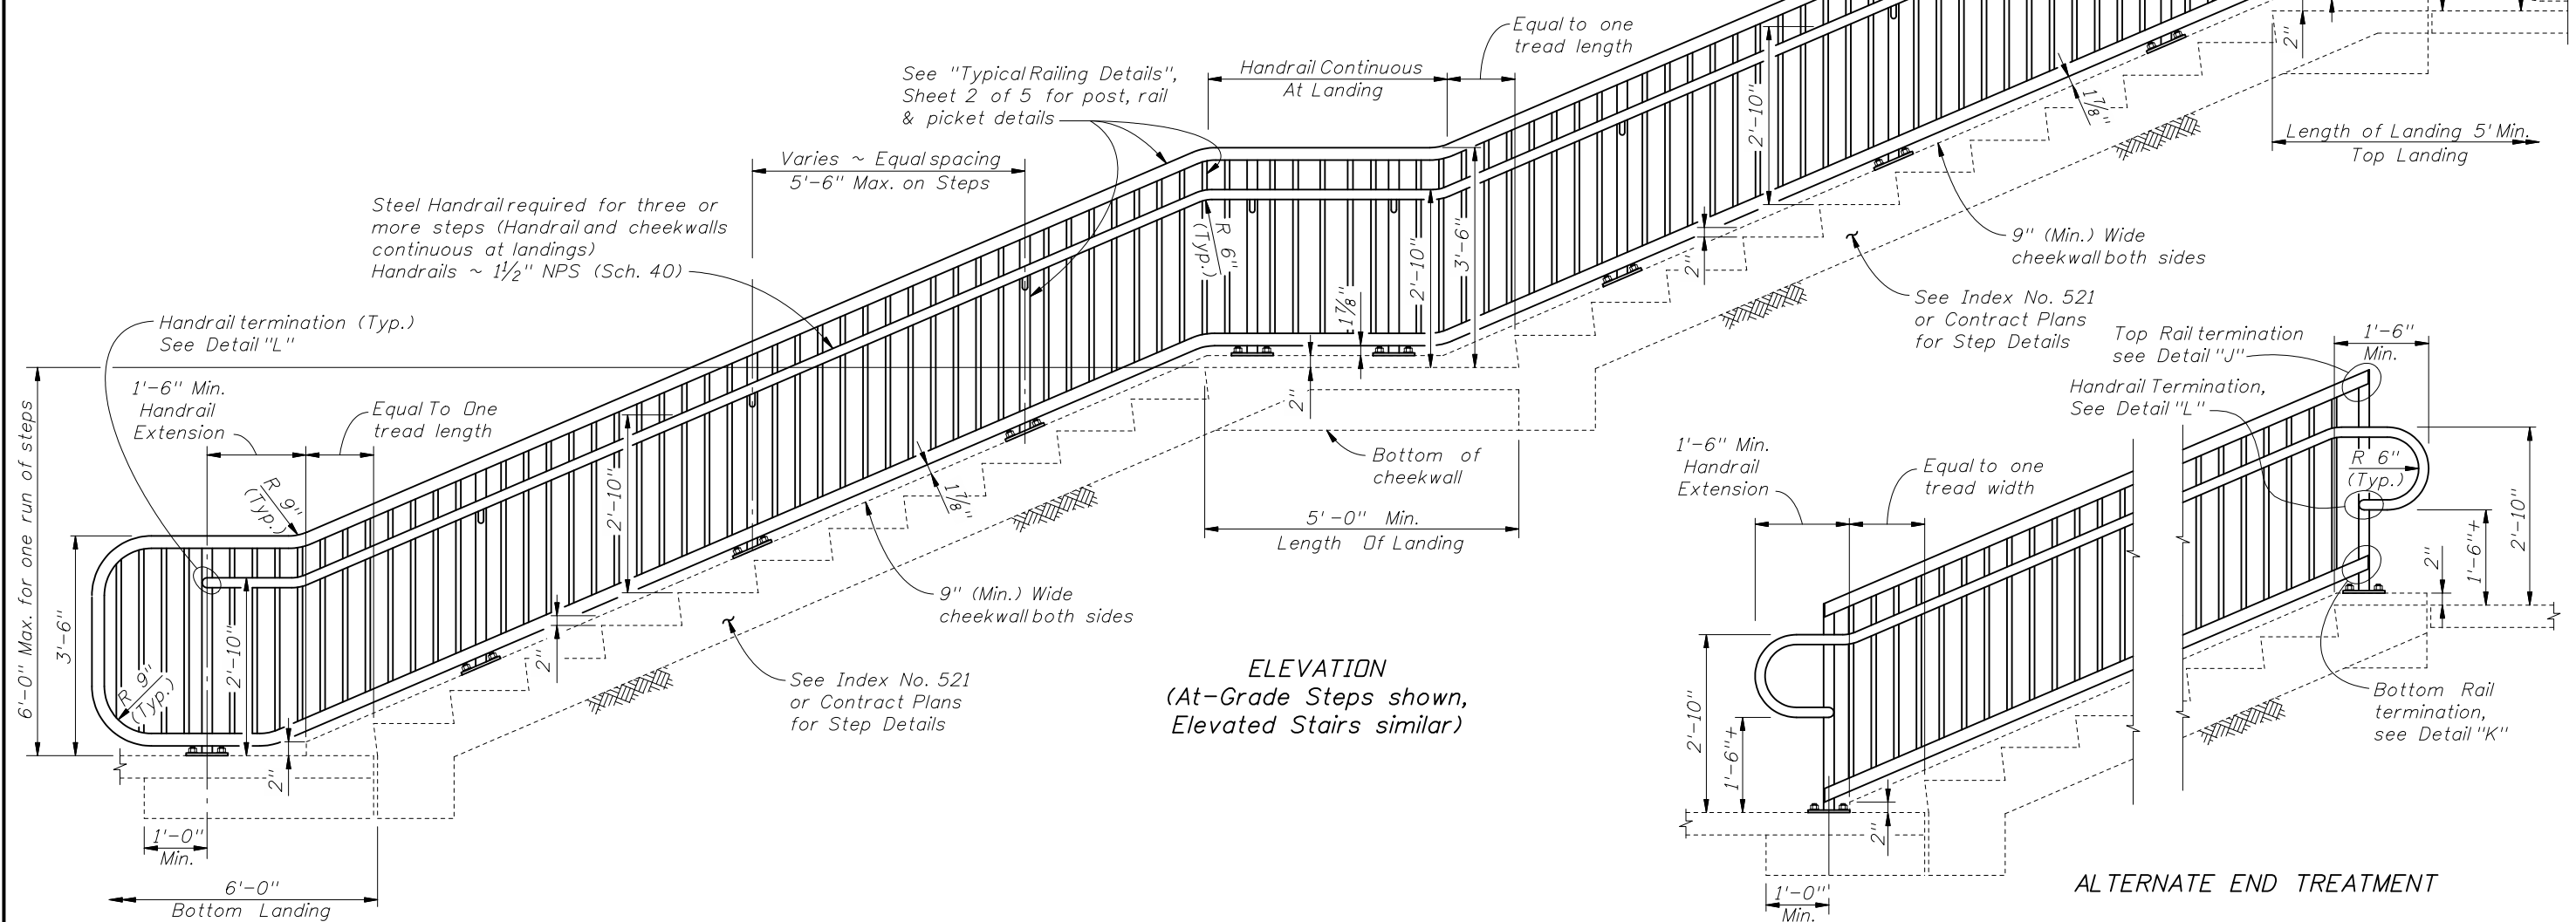 Equal to one
tread length
Handrail Continuous
At Landing
See "Typical Railing Details",
Sheet 2 of 5 for post, rail
& picket details
Varies ~ Equal spacing
5'-6" Max. on Steps
Steel Handrail required for three or
more steps (Handrail and cheekwalls
continuous at landings)
Handrails ~ 1½" NPS (Sch. 40)
Handrail termination (Typ.)
See Detail "L"
1'-6" Min.
Handrail
Extension
Equal To One
tread length
6'-0" Max. for one run of steps
3'-6"
R 9"
(Typ.)
R 9"
(Typ.)
2'-10"
2"
1'-0"
Min.
6'-0"
Bottom Landing
2'-10"
2"
1⅞"
9" (Min.) Wide
cheekwall both sides
See Index No. 521
or Contract Plans
for Step Details
R 6"
(Typ.)
1⅞"
2'-10"
3'-6"
2"
Bottom of
cheekwall
5'-0" Min.
Length Of Landing
2'-10"
2"
1⅞"
2"
Length of Landing 5' Min.
Top Landing
9" (Min.) Wide
cheekwall both sides
See Index No. 521
or Contract Plans
for Step Details
ELEVATION
(At-Grade Steps shown,
Elevated Stairs similar)
Top Rail termination
see Detail "J"
Handrail Termination,
See Detail "L"
1'-6"
Min.
1'-6" Min.
Handrail
Extension
Equal to one
tread width
R 6"
(Typ.)
2'-10"
1'-6"+
2"
2'-10"
1'-6"+
2"
1'-0"
Min.
Bottom Rail
termination,
see Detail "K"
ALTERNATE END TREATMENT